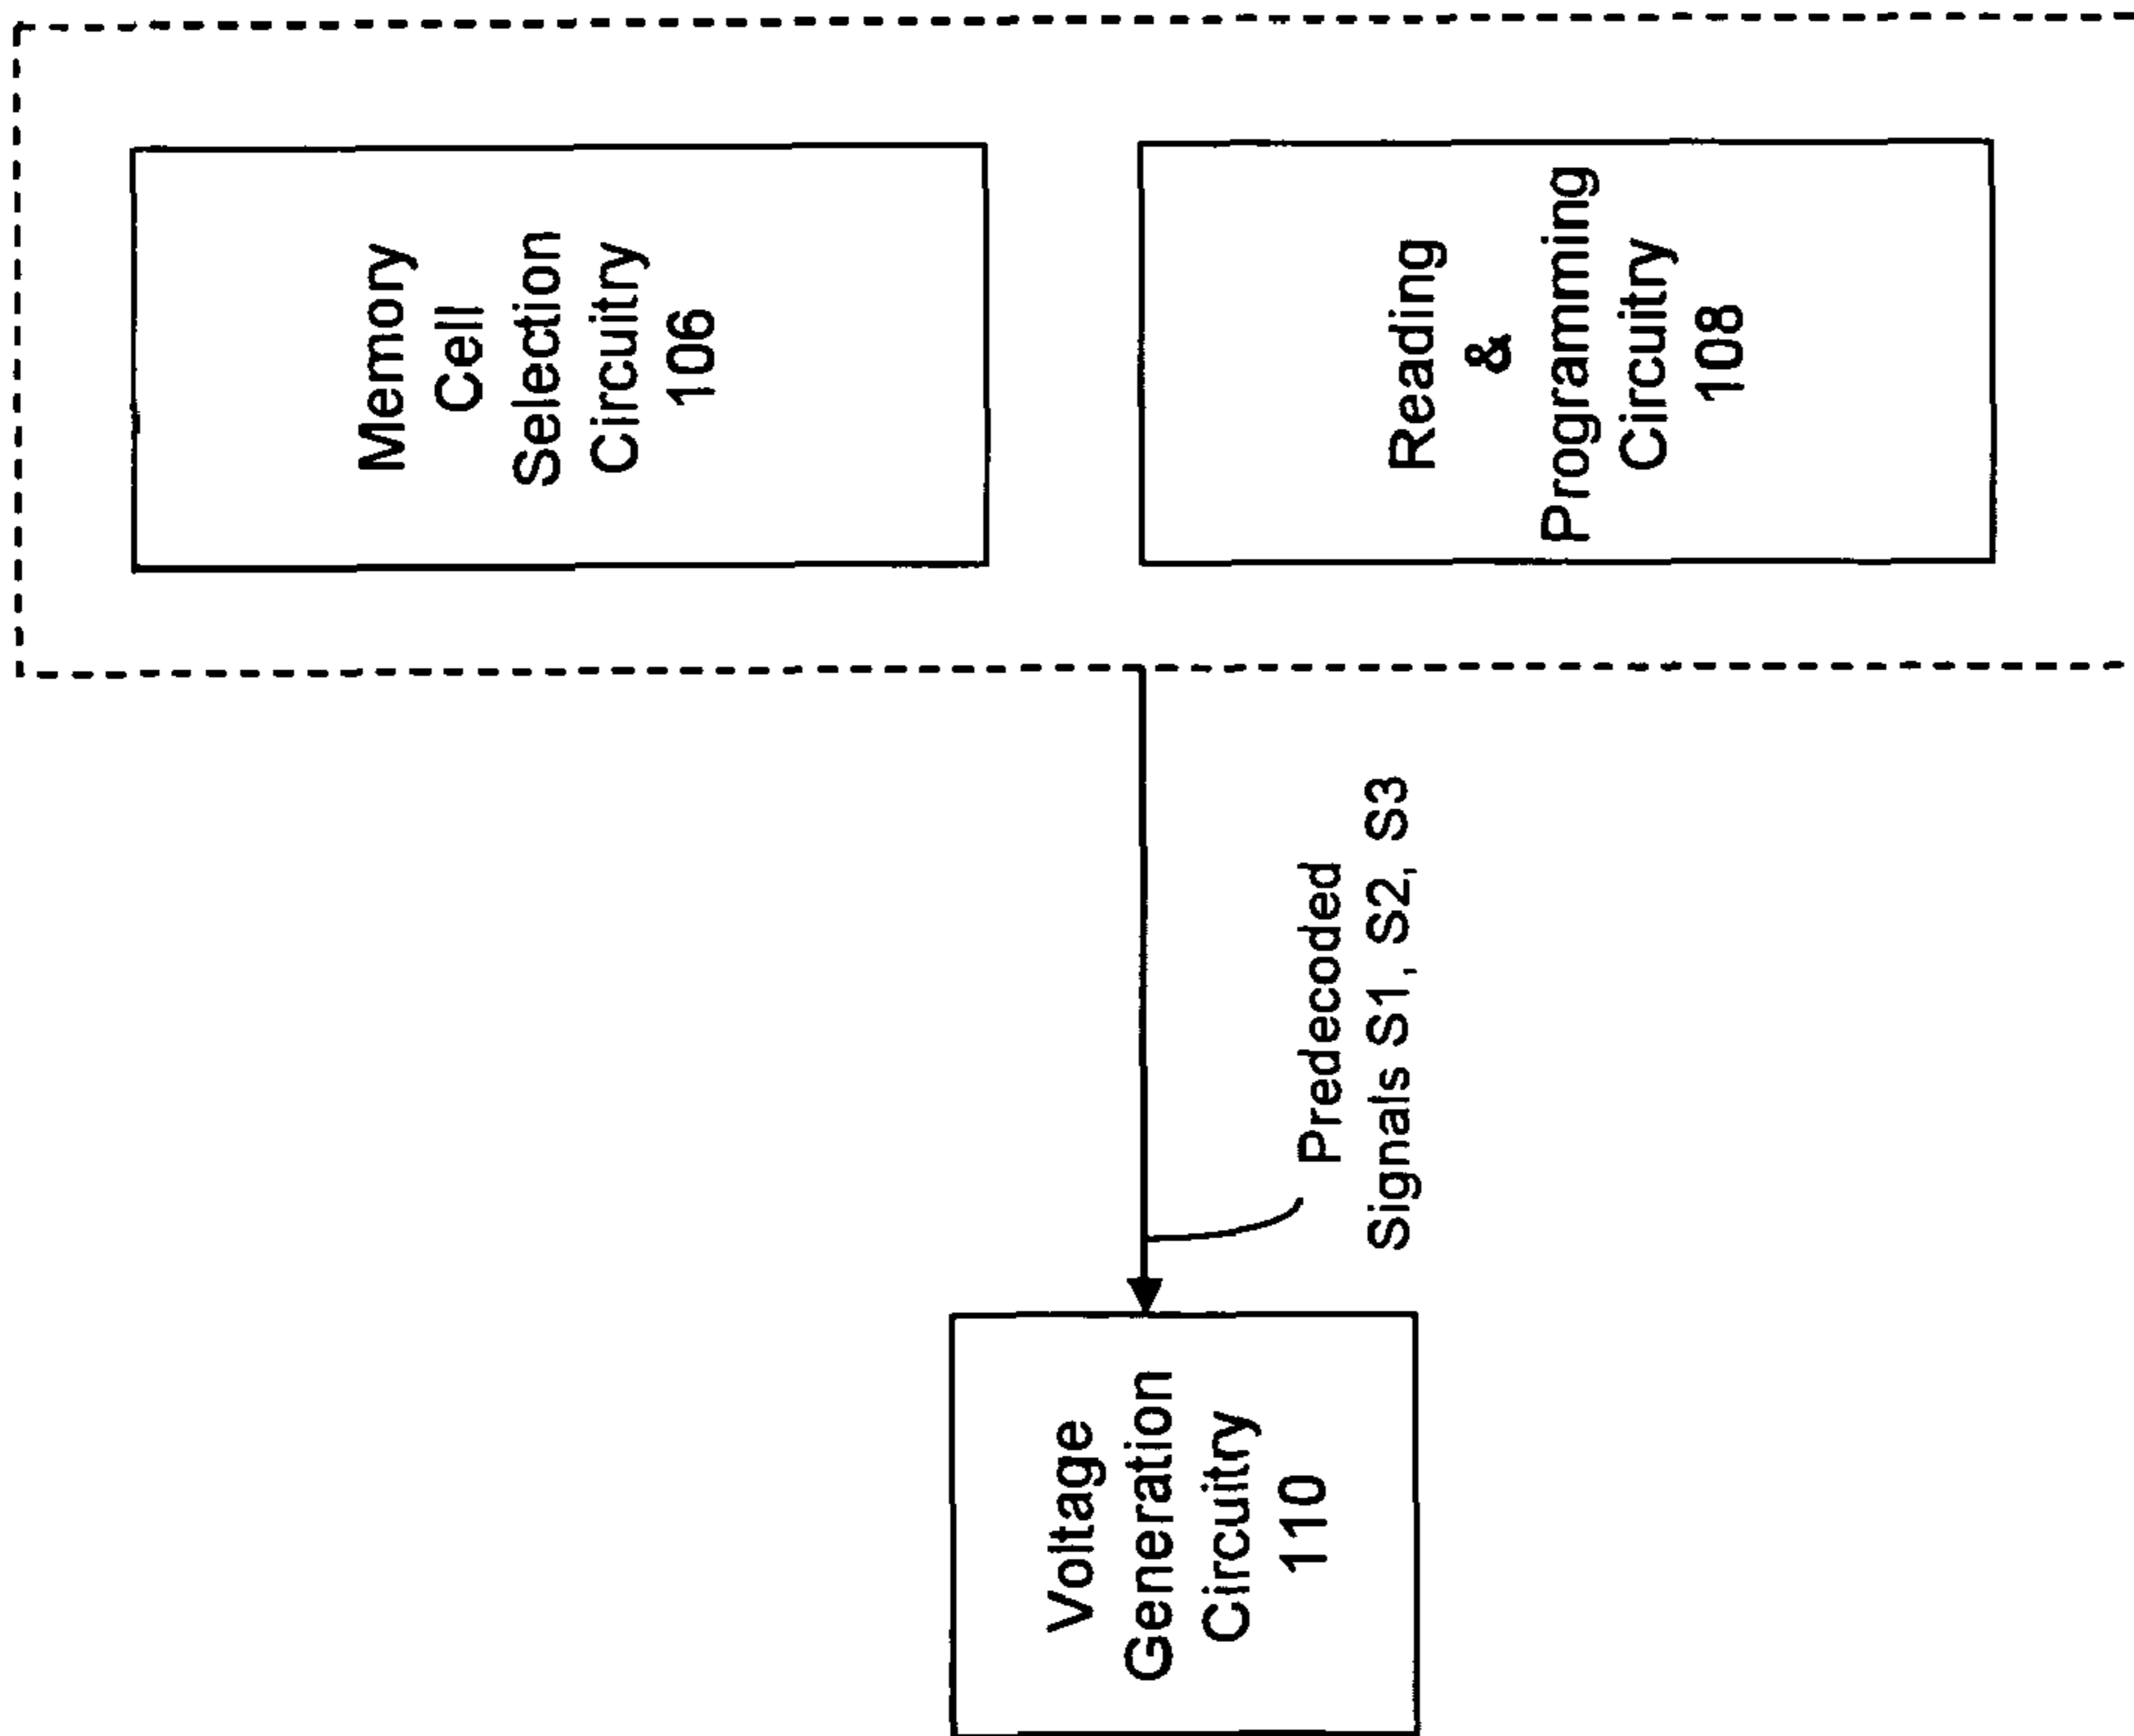 Memory
Cell
Selection
Circuitry
106
Reading
&
Programming
Circuitry
108
Predecoded
Signals S1, S2, S3
Voltage
Generation
Circuitry
110